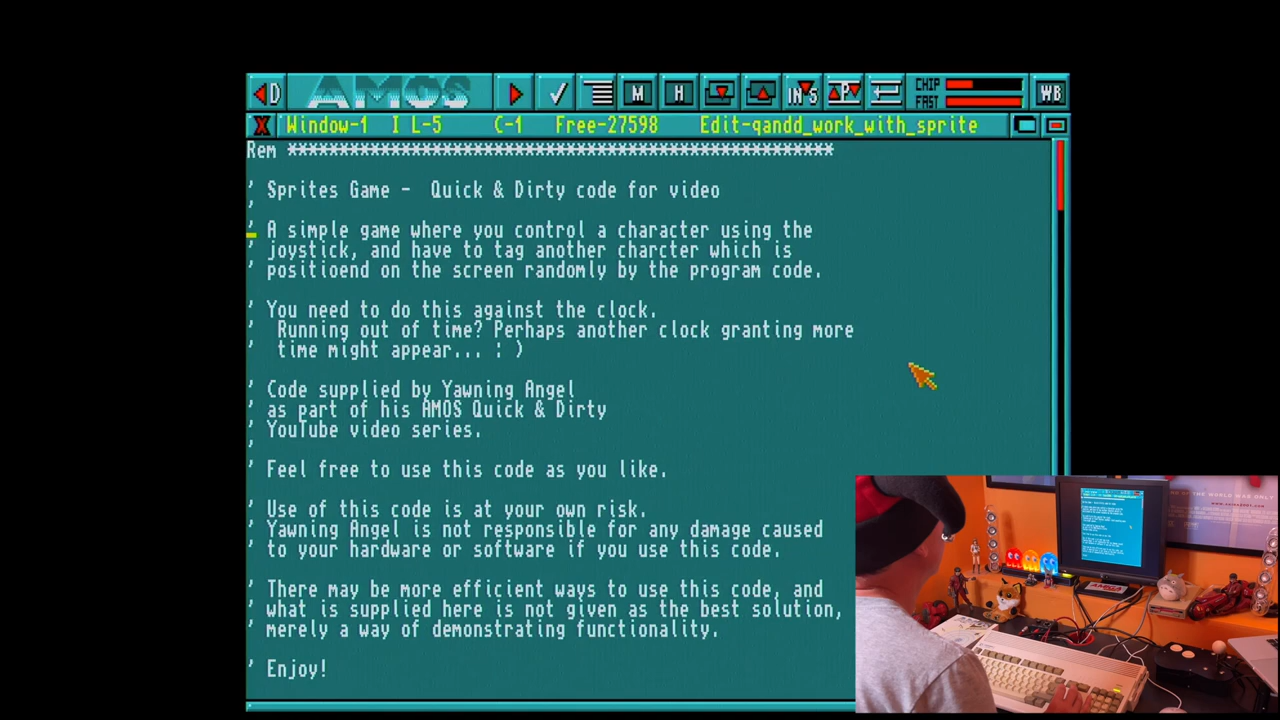 D AMOS M H INS P CHIP FAST WB
X Window-1 I L-5 C-1 Free-27598 Edit-qandd_work_with_sprite
Rem *****************************************************
' Sprites Game -  Quick & Dirty code for video
'
' A simple game where you control a character using the
' joystick, and have to tag another charcter which is
' positioend on the screen randomly by the program code.
' You need to do this against the clock.
'  Running out of time? Perhaps another clock granting more
'  time might appear... : )
' Code supplied by Yawning Angel
' as part of his AMOS Quick & Dirty
' YouTube video series.
'
' Feel free to use this code as you like.
' Use of this code is at your own risk.
' Yawning Angel is not responsible for any damage caused
' to your hardware or software if you use this code.
' There may be more efficient ways to use this code, and
' what is supplied here is not given as the best solution,
' merely a way of demonstrating functionality.
' Enjoy!